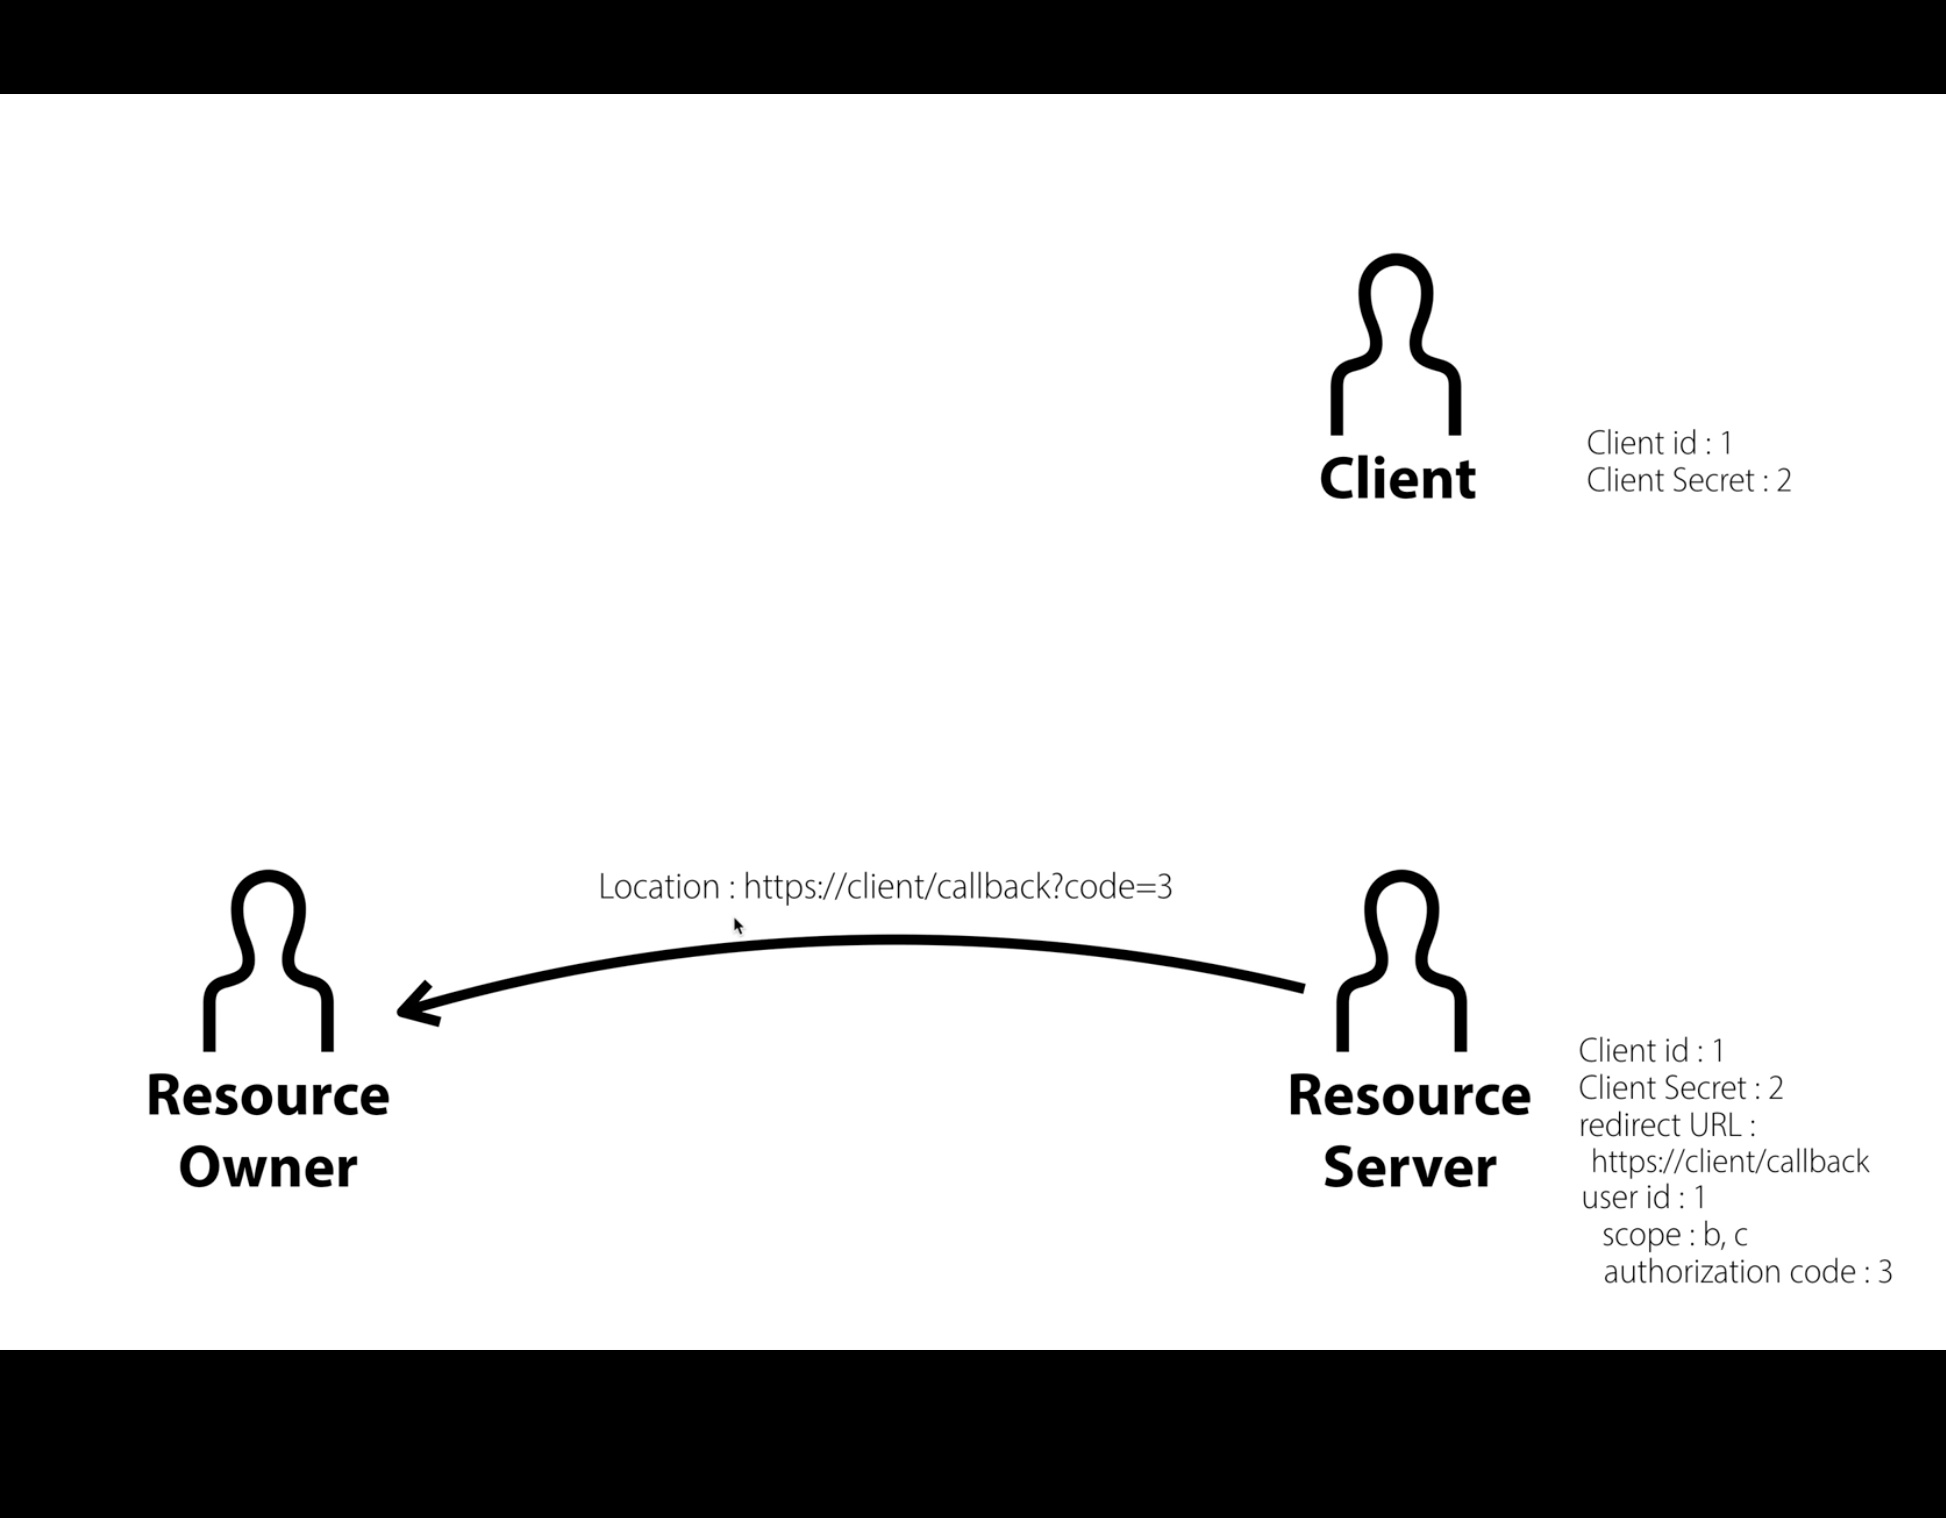 Client
Client id : 1
Client Secret : 2
Location : https://client/callback?code=3
Resource
Owner
Resource
Server
Client id : 1
Client Secret : 2
redirect URL :
https://client/callback
user id : 1
scope : b, c
authorization code : 3